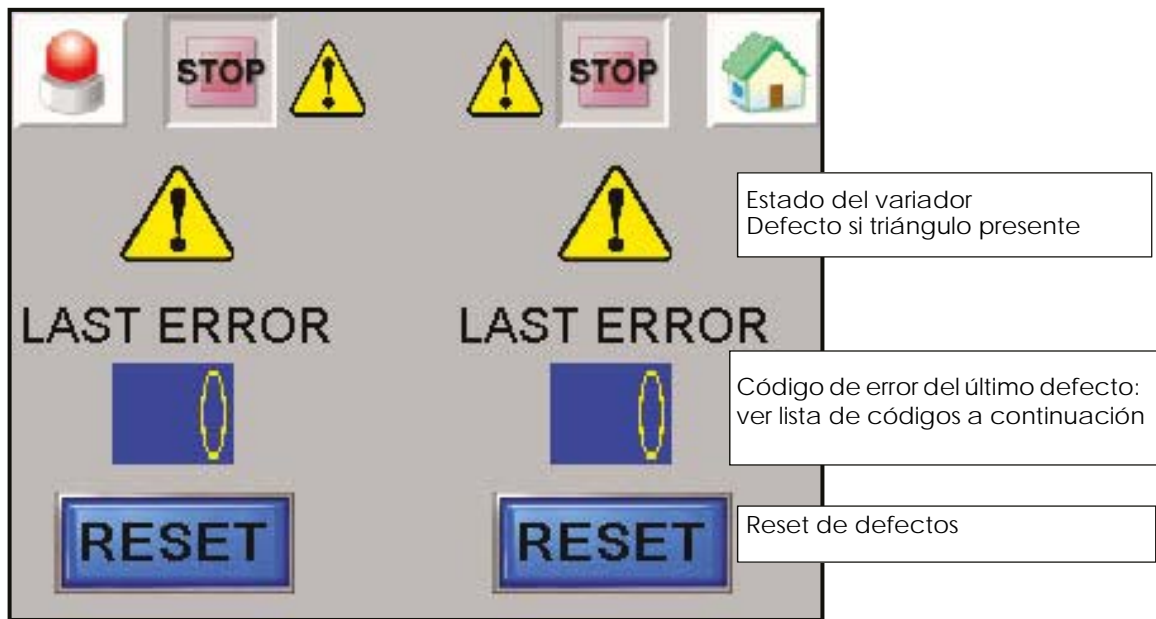 STOP STOP
Estado del variador
Defecto si triángulo presente
LAST ERROR LAST ERROR
0 0
Código de error del último defecto:
ver lista de códigos a continuación
RESET RESET
Reset de defectos